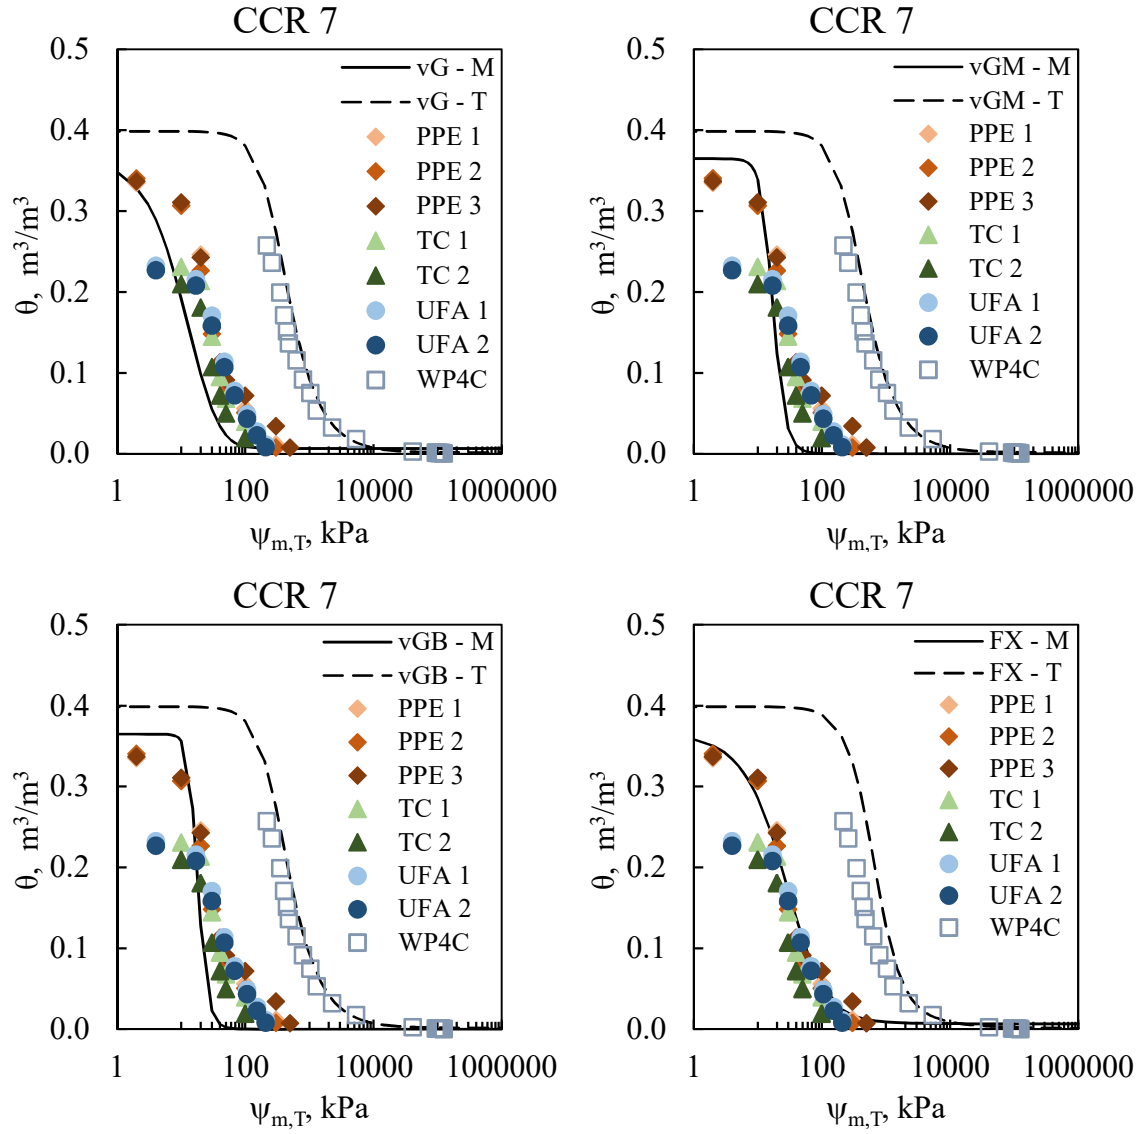 CCR 7
0.5
0.4
0.3
0.2
0.1
0.0
θ, m³/m³
1
100
10000
1000000
ψm,T, kPa
vG - M
vG - T
PPE 1
PPE 2
PPE 3
TC 1
TC 2
UFA 1
UFA 2
WP4C
CCR 7
0.5
0.4
0.3
0.2
0.1
0.0
θ, m³/m³
1
100
10000
1000000
ψm,T, kPa
vGM - M
vGM - T
PPE 1
PPE 2
PPE 3
TC 1
TC 2
UFA 1
UFA 2
WP4C
CCR 7
0.5
0.4
0.3
0.2
0.1
0.0
θ, m³/m³
1
100
10000
1000000
ψm,T, kPa
vGB - M
vGB - T
PPE 1
PPE 2
PPE 3
TC 1
TC 2
UFA 1
UFA 2
WP4C
CCR 7
0.5
0.4
0.3
0.2
0.1
0.0
θ, m³/m³
1
100
10000
1000000
ψm,T, kPa
FX - M
FX - T
PPE 1
PPE 2
PPE 3
TC 1
TC 2
UFA 1
UFA 2
WP4C